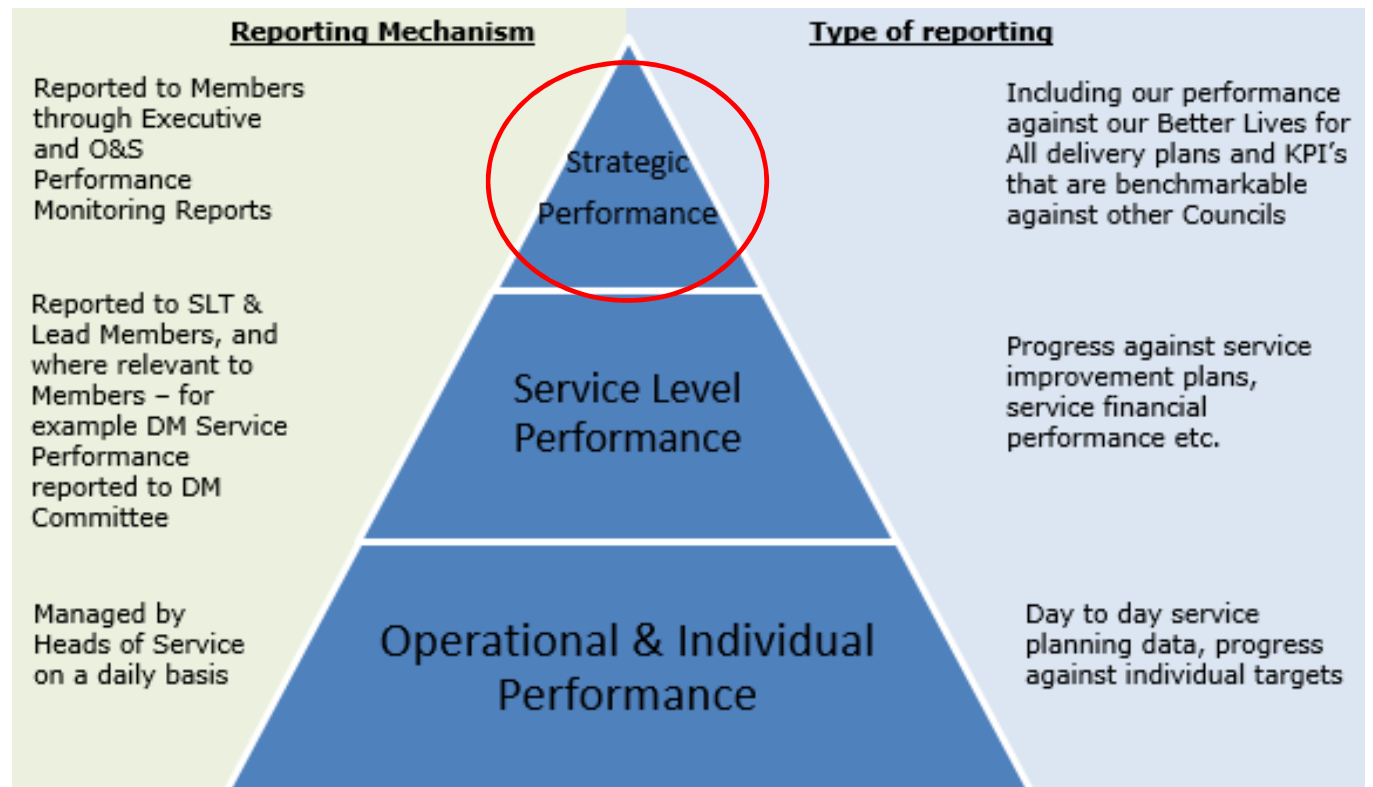 Reporting Mechanism
Type of reporting
Reported to Members
through Executive
and O&S
Performance
Monitoring Reports
Strategic
Performance
Including our performance
against our Better Lives for
All delivery plans and KPI's
that are benchmarkable
against other Councils
Reported to SLT &
Lead Members, and
where relevant to
Members – for
example DM Service
Performance
reported to DM
Committee
Service Level
Performance
Progress against service
improvement plans,
service financial
performance etc.
Managed by
Heads of Service
on a daily basis
Operational & Individual
Performance
Day to day service
planning data, progress
against individual targets